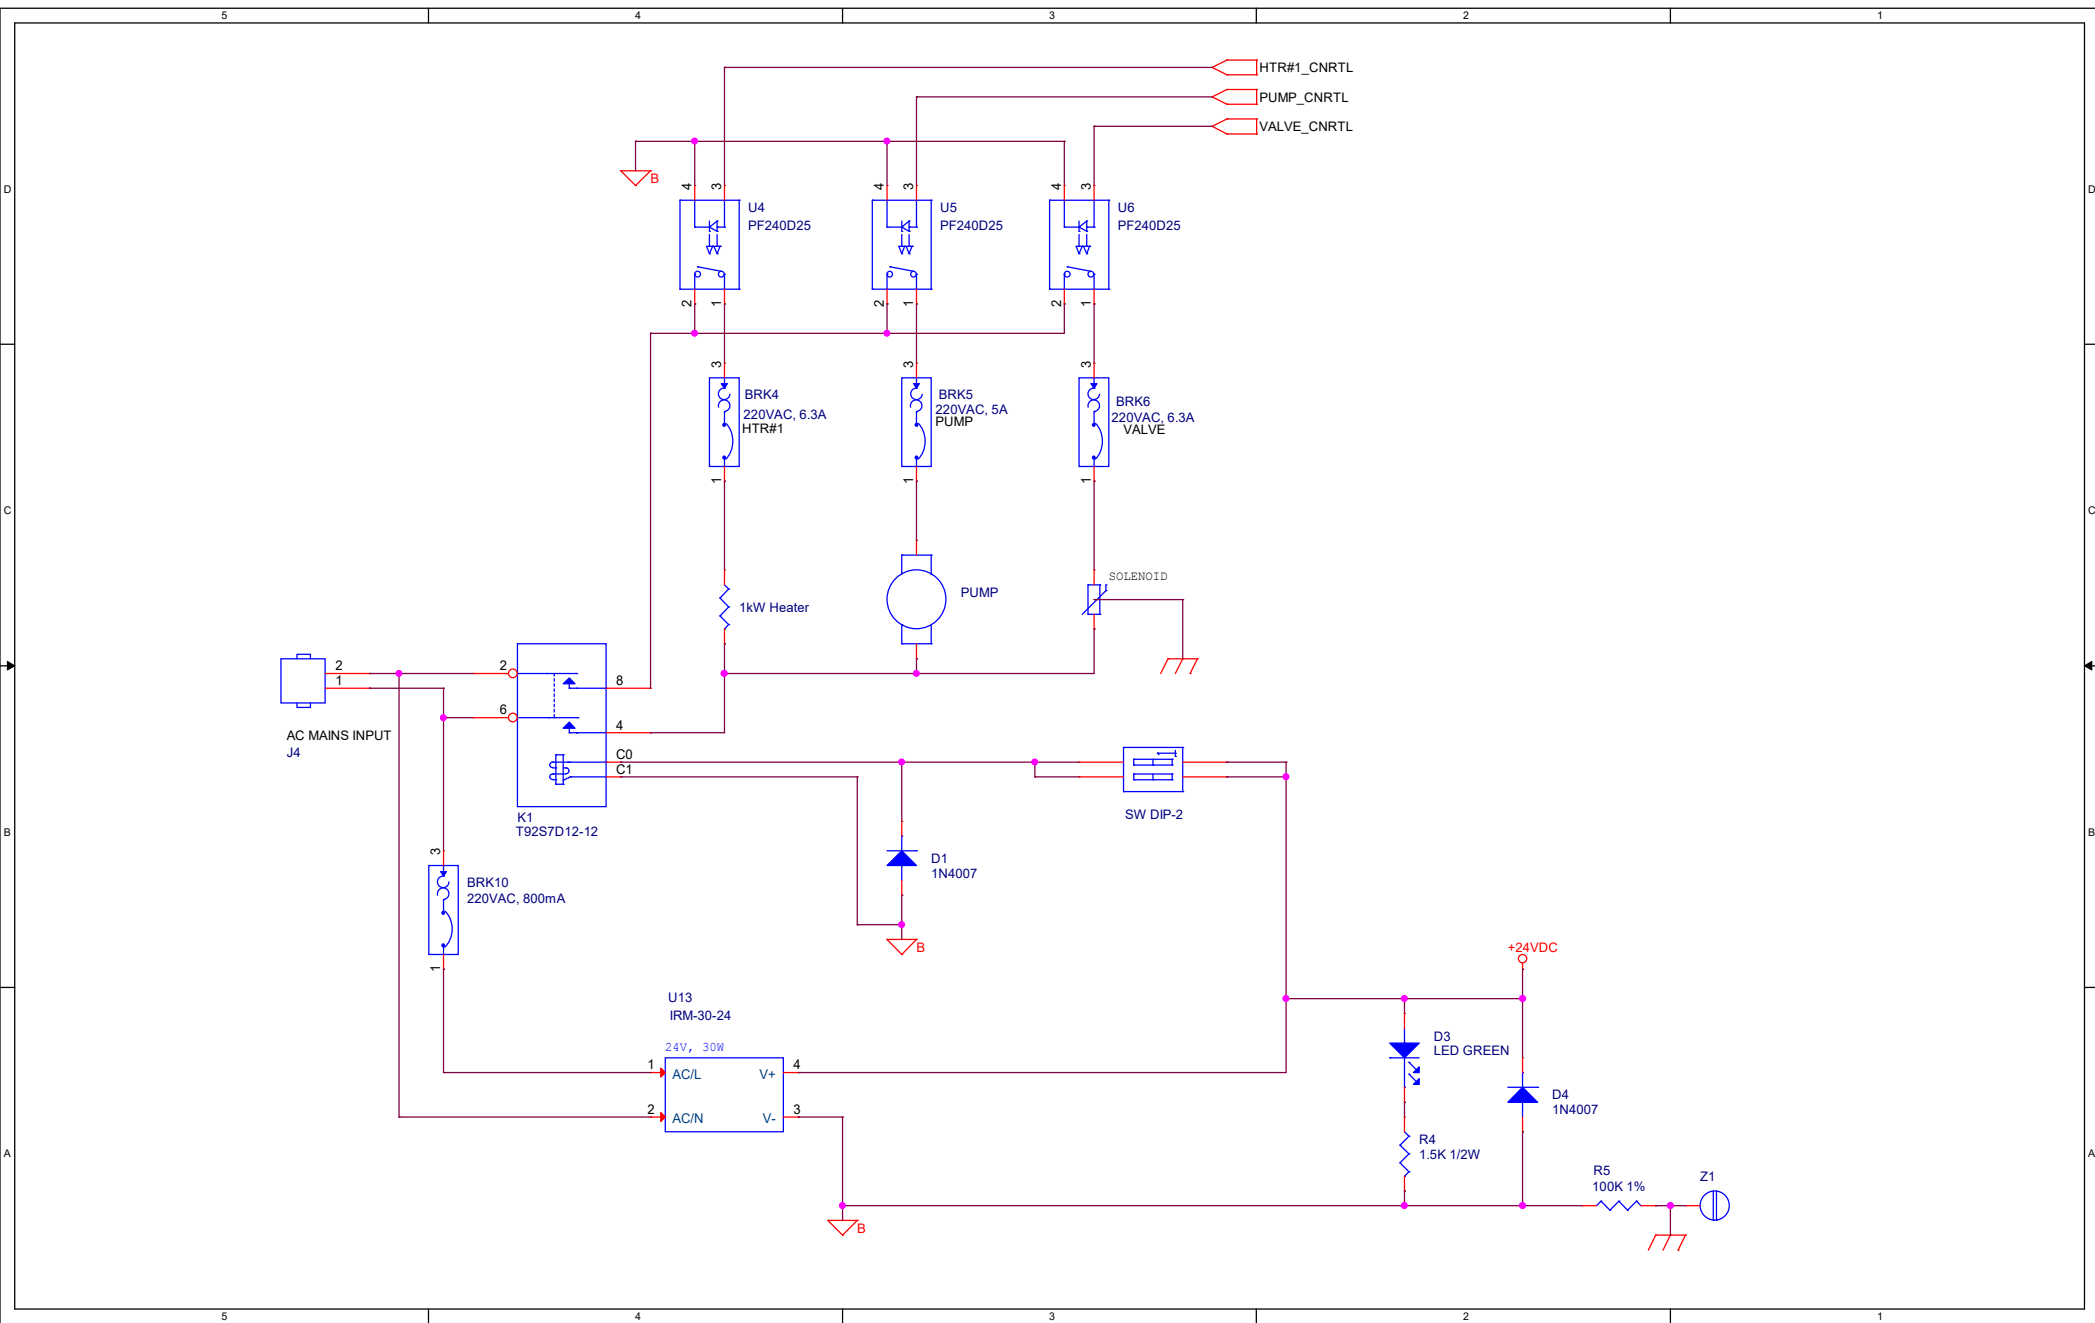 5 4 3 2 1
HTR#1_CNRTL
PUMP_CNRTL
VALVE_CNRTL
B
D D
4 3 4 3 4 3
U4 U5 U6
PF240D25 PF240D25 PF240D25
2 1 2 1 2 1
3 3 3
BRK4 BRK5 BRK6
220VAC, 6.3A 220VAC, 5A 220VAC, 6.3A
HTR#1 PUMP VALVE
1 1 1
C C
SOLENOID
1kW Heater PUMP
2 2 8
1 6 4
AC MAINS INPUT
J4
C0
C1
K1
T92S7D12-12
SW DIP-2
B B
3
BRK10
220VAC, 800mA
1
D1
1N4007
B
+24VDC
U13
IRM-30-24
24V, 30W
1 AC/L V+ 4
2 AC/N V- 3
D3
LED GREEN
D4
1N4007
R4
1.5K 1/2W
A A
R5
100K 1%
Z1
B
5 4 3 2 1